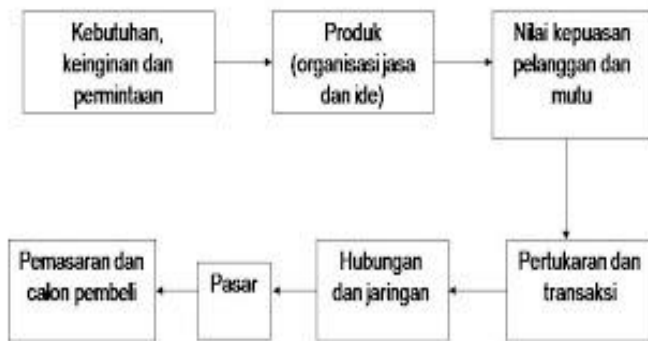 Kebutuhan,
keinginan dan
permintaan
Produk
(organisasi jasa
dan ide)
Nilai kepuasan
pelanggan dan
mutu
Pertukaran dan
transaksi
Hubungan
dan jaringan
Pasar
Pemasaran dan
calon pembeli